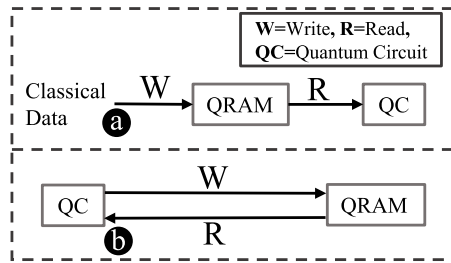 W=Write, R=Read,
QC=Quantum Circuit
Classical
Data
W
QRAM
R
QC
a
QC
W
QRAM
R
b